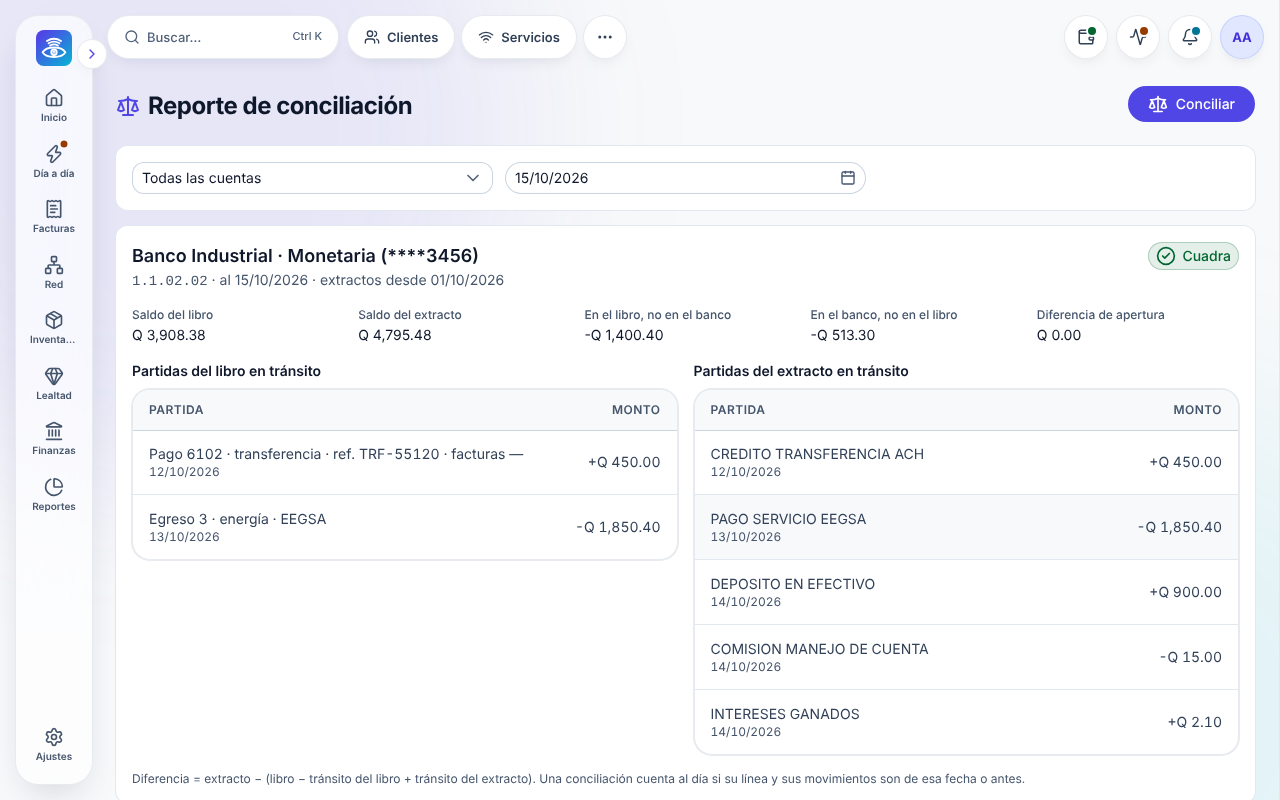 Buscar...
Ctrl K
Clientes
Servicios
AA
Inicio
Día a día
Facturas
Red
Inventa...
Lealtad
Finanzas
Reportes
Ajustes
Reporte de conciliación
Conciliar
Todas las cuentas
15/10/2026
Banco Industrial · Monetaria (****3456)
Cuadra
1.1.02.02 · al 15/10/2026 · extractos desde 01/10/2026
Saldo del libro
Q 3,908.38
Saldo del extracto
Q 4,795.48
En el libro, no en el banco
-Q 1,400.40
En el banco, no en el libro
-Q 513.30
Diferencia de apertura
Q 0.00
Partidas del libro en tránsito
PARTIDA MONTO
Pago 6102 · transferencia · ref. TRF-55120 · facturas —
12/10/2026
+Q 450.00
Egreso 3 · energía · EEGSA
13/10/2026
-Q 1,850.40
Partidas del extracto en tránsito
PARTIDA MONTO
CREDITO TRANSFERENCIA ACH
12/10/2026
+Q 450.00
PAGO SERVICIO EEGSA
13/10/2026
-Q 1,850.40
DEPOSITO EN EFECTIVO
14/10/2026
+Q 900.00
COMISION MANEJO DE CUENTA
14/10/2026
-Q 15.00
INTERESES GANADOS
14/10/2026
+Q 2.10
Diferencia = extracto − (libro − tránsito del libro + tránsito del extracto). Una conciliación cuenta al día si su línea y sus movimientos son de esa fecha o antes.